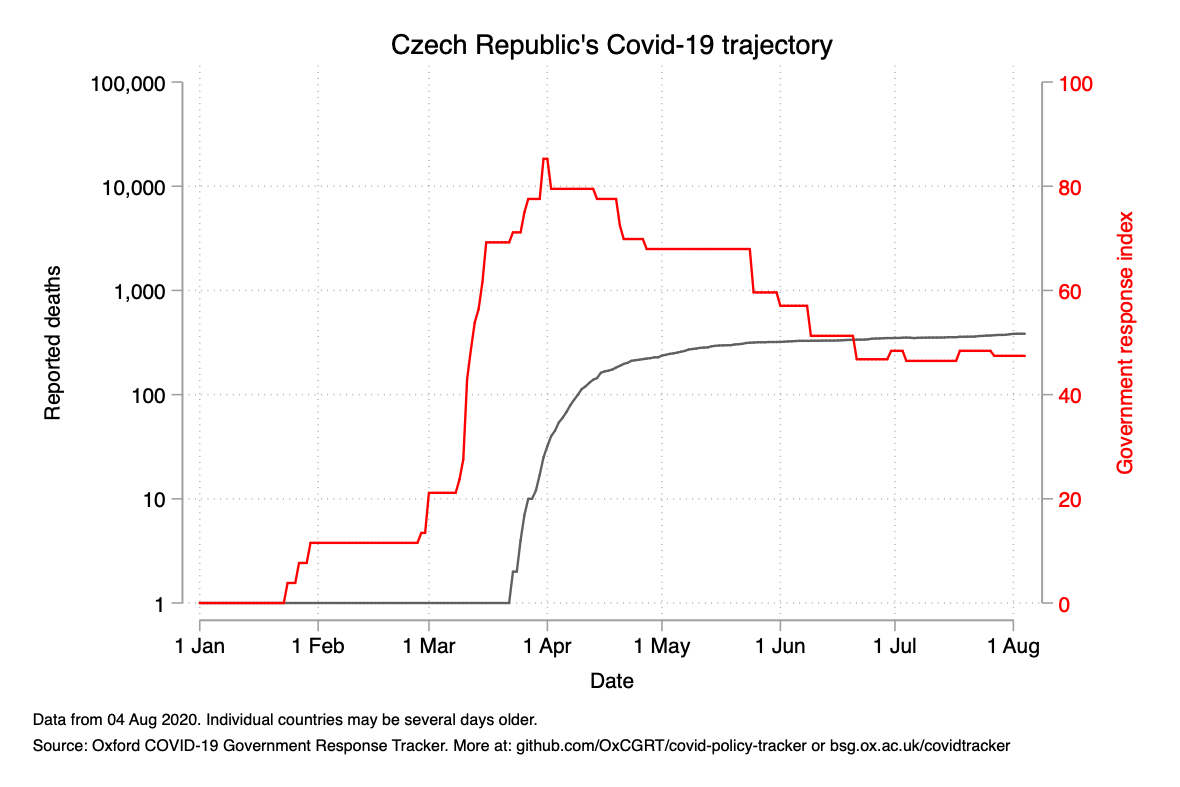 Czech Republic's Covid-19 trajectory
100,000
10,000
1,000
100
10
1
Reported deaths
100
80
60
40
20
0
Government response index
1 Jan 1 Feb 1 Mar 1 Apr 1 May 1 Jun 1 Jul 1 Aug
Date
Data from 04 Aug 2020. Individual countries may be several days older.
Source: Oxford COVID-19 Government Response Tracker. More at: github.com/OxCGRT/covid-policy-tracker or bsg.ox.ac.uk/covidtracker